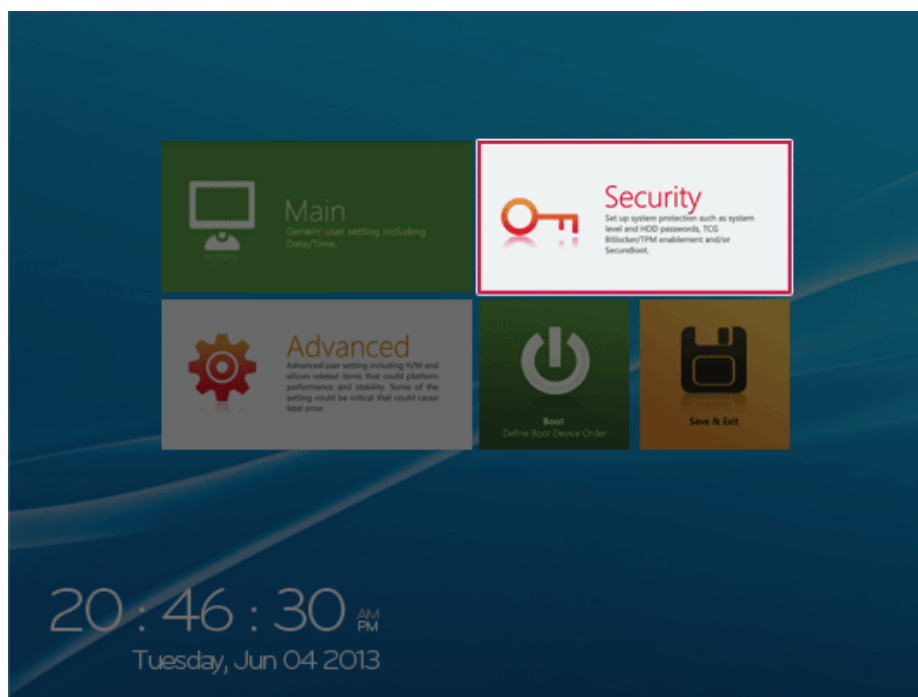 Main
Generic user setting including
Date/Time.
Security
Set up system protection such as system
level and HDD passwords, TCG
Bitlocker/TPM enablement and/or
SecureBoot.
Advanced
Advanced user setting including H/W and
silicon related items that could platform
performance and stability. Some of the
setting could be critical that could cause
fatal error.
Boot
Define Boot Device Order
Save & Exit
20 : 46 : 30 AM
PM
Tuesday, Jun 04 2013